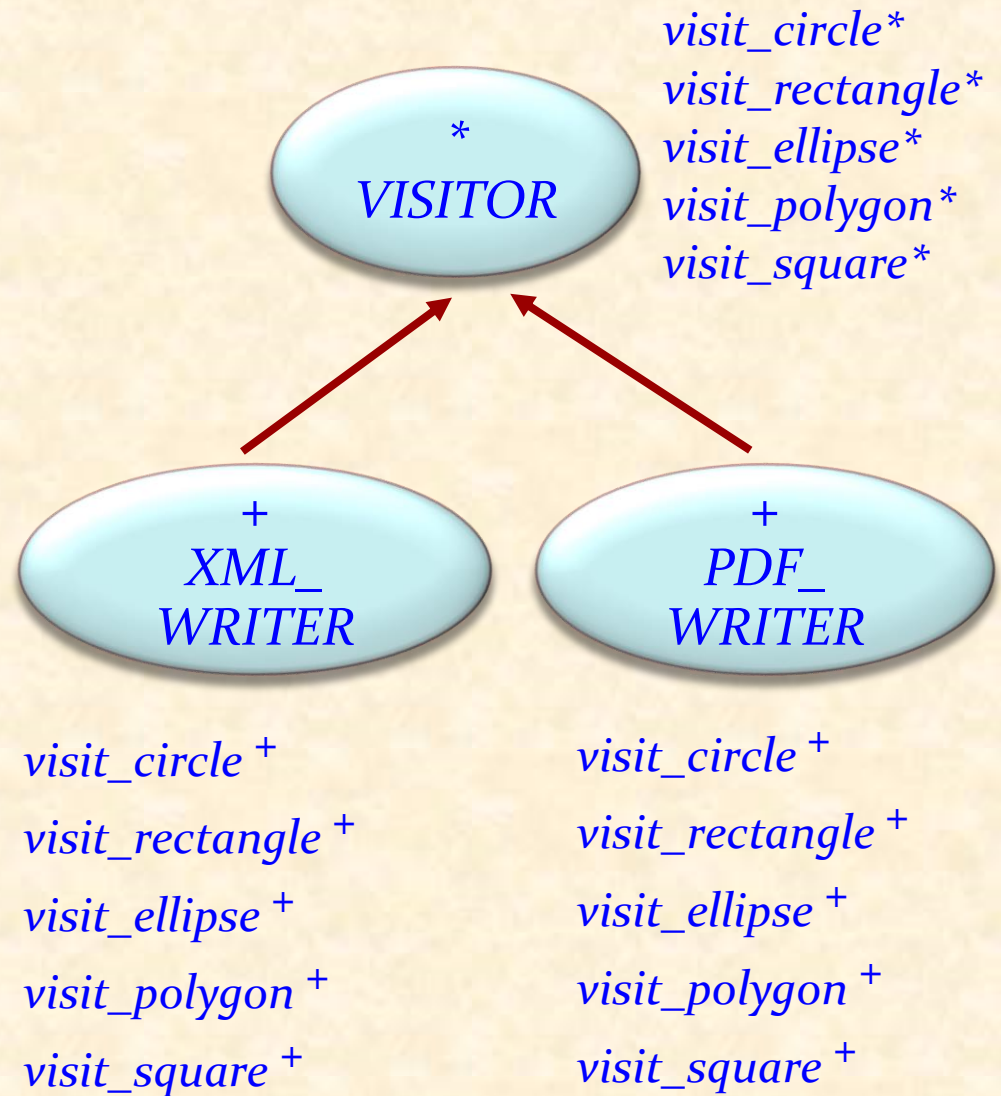 visit_circle*
visit_rectangle*
visit_ellipse*
visit_polygon*
visit_square*
*
VISITOR
+
XML_
WRITER
+
PDF_
WRITER
visit_circle +
visit_rectangle +
visit_ellipse +
visit_polygon +
visit_square +
visit_circle +
visit_rectangle +
visit_ellipse +
visit_polygon +
visit_square +